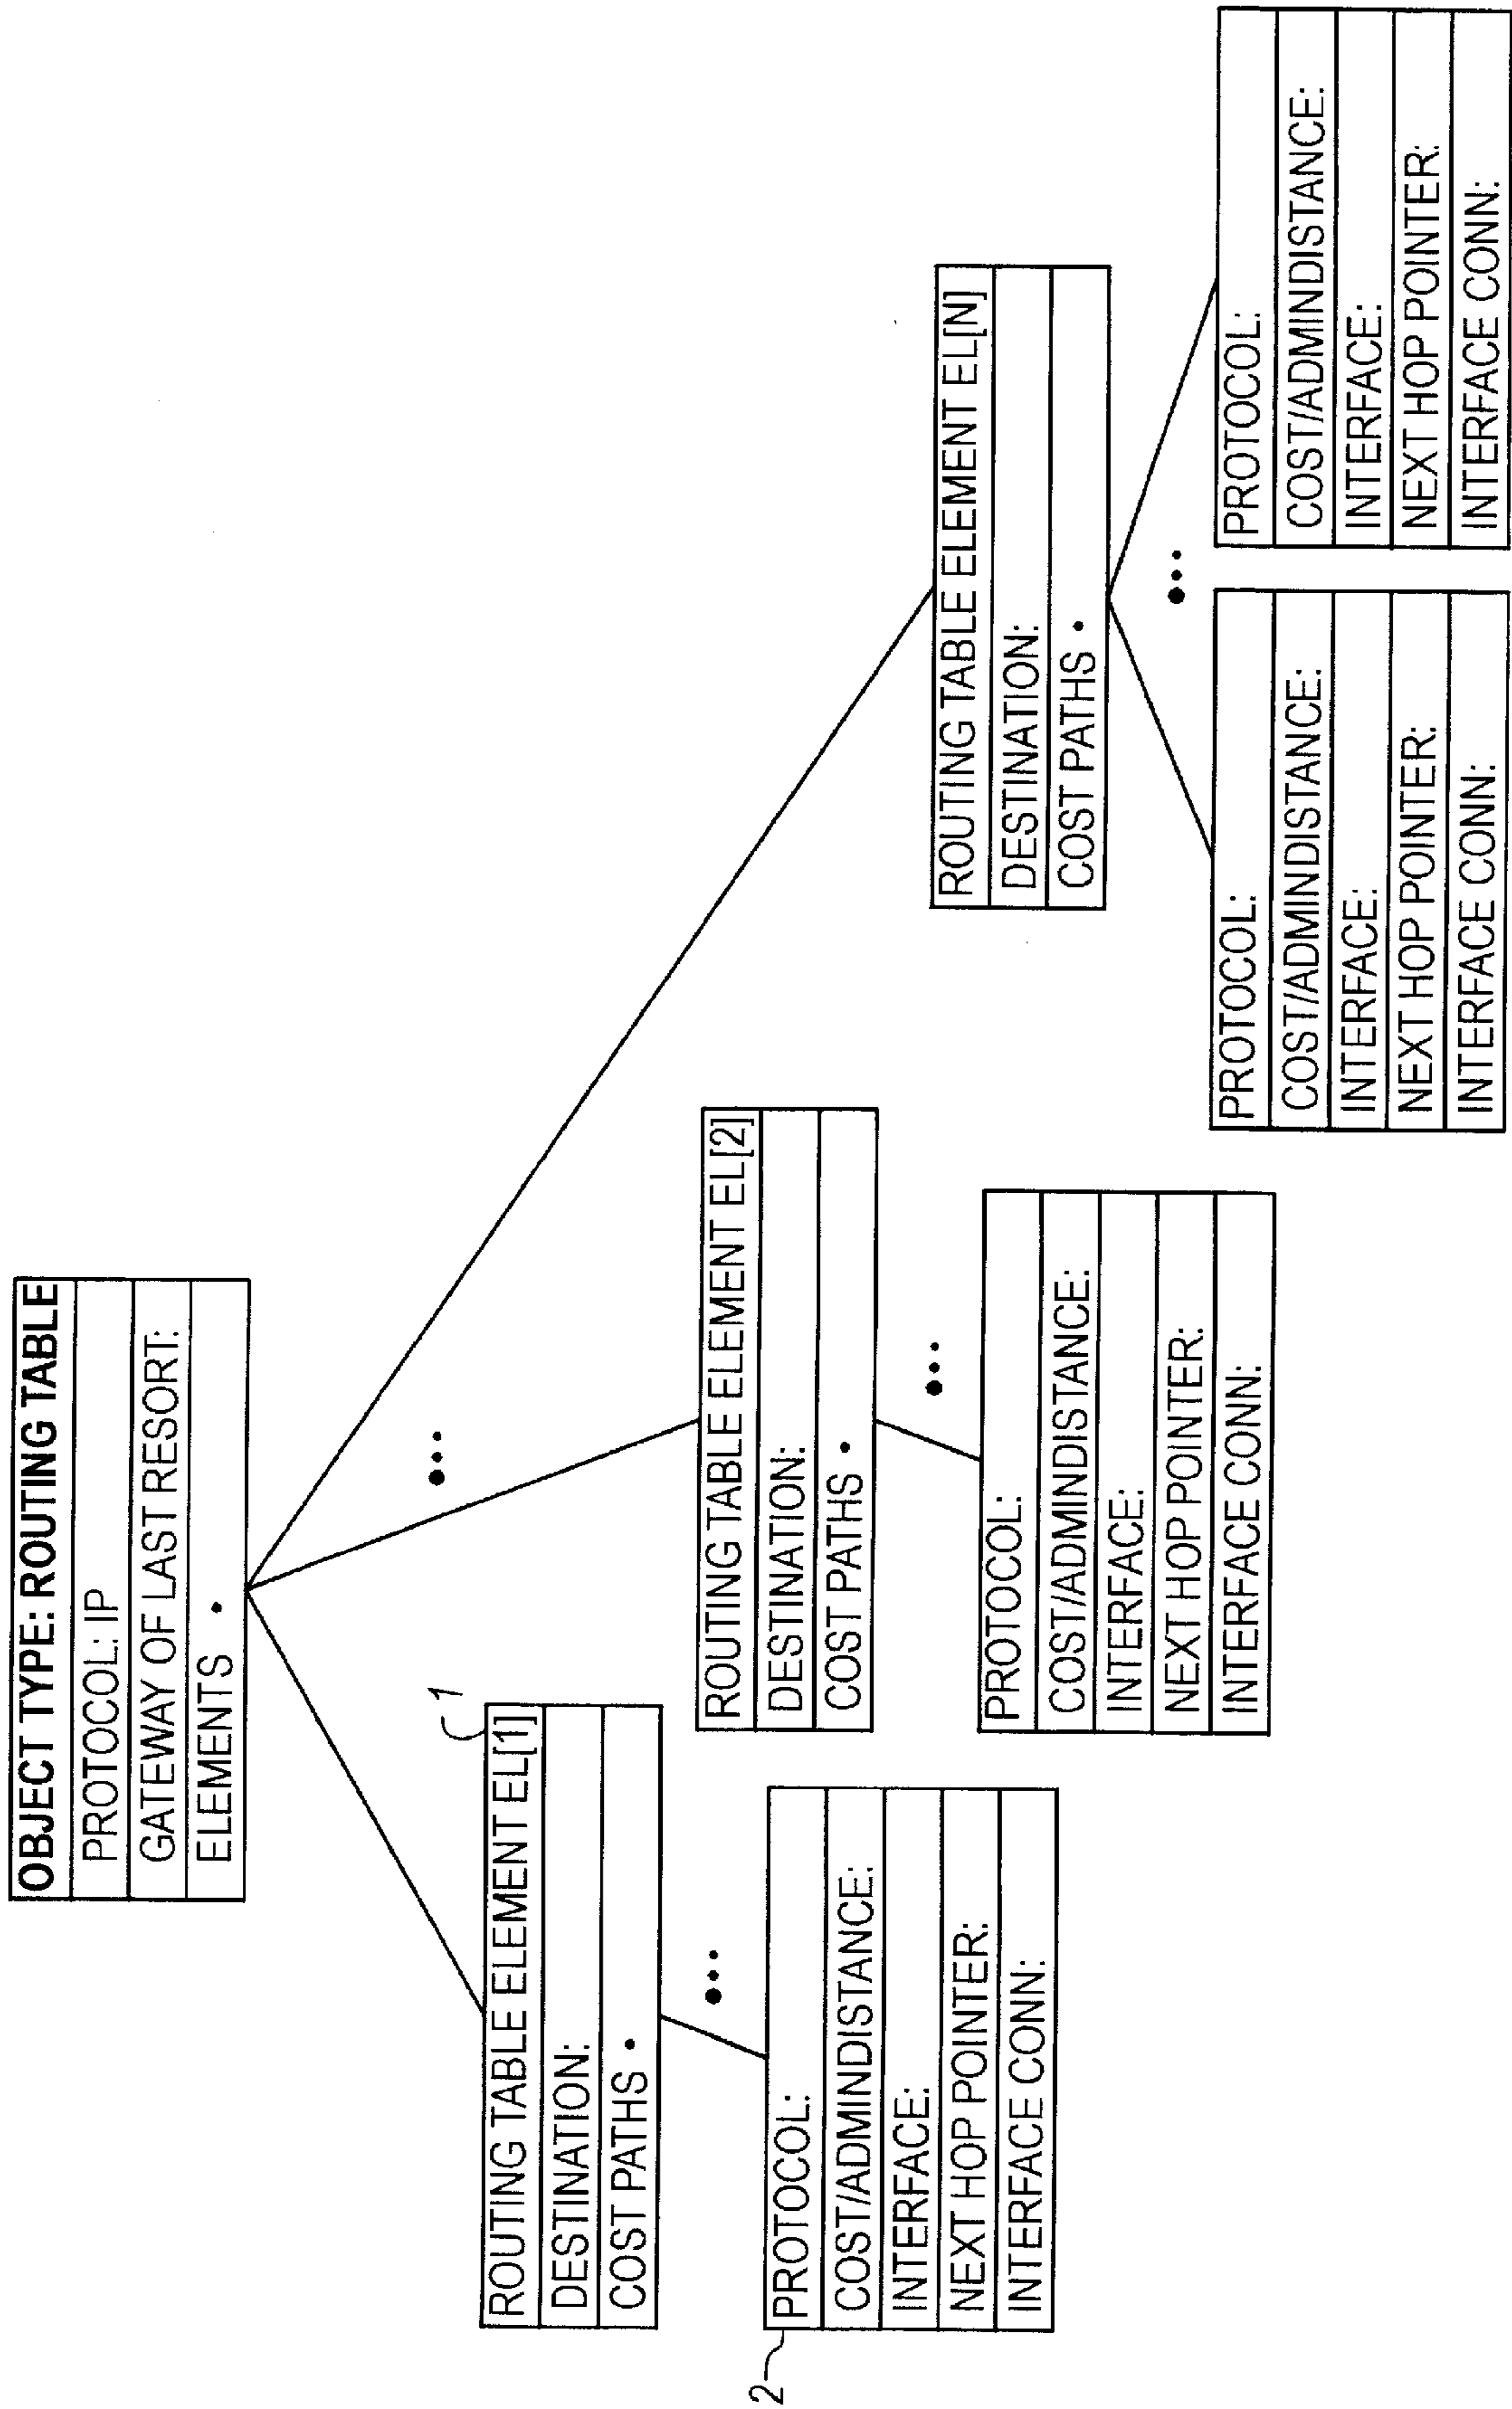 OBJECT TYPE: ROUTING TABLE
PROTOCOL: IP
GATEWAY OF LAST RESORT:
ELEMENTS
1
ROUTING TABLE ELEMENT EL[1]
DESTINATION:
COST PATHS
2
PROTOCOL:
COST/ADMINDISTANCE:
INTERFACE:
NEXT HOP POINTER:
INTERFACE CONN:
ROUTING TABLE ELEMENT EL[2]
DESTINATION:
COST PATHS
PROTOCOL:
COST/ADMINDISTANCE:
INTERFACE:
NEXT HOP POINTER:
INTERFACE CONN:
ROUTING TABLE ELEMENT EL[N]
DESTINATION:
COST PATHS
PROTOCOL:
COST/ADMINDISTANCE:
INTERFACE:
NEXT HOP POINTER:
INTERFACE CONN:
PROTOCOL:
COST/ADMINDISTANCE:
INTERFACE:
NEXT HOP POINTER:
INTERFACE CONN: